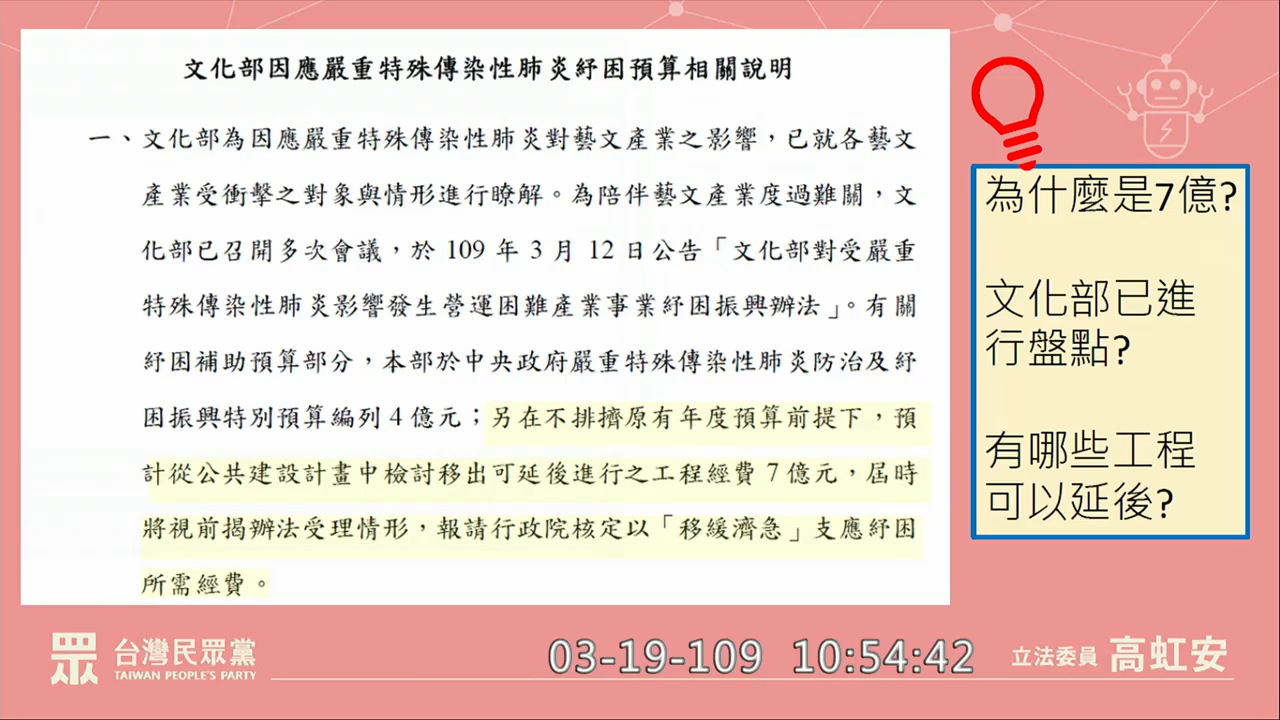 文化部因應嚴重特殊傳染性肺炎紓困預算相關說明
一、文化部為因應嚴重特殊傳染性肺炎對藝文產業之影響，已就各藝文
產業受衝擊之對象與情形進行瞭解。為陪伴藝文產業度過難關，文
化部已召開多次會議，於 109 年 3 月 12 日公告「文化部對受嚴重
特殊傳染性肺炎影響發生營運困難產業事業紓困振興辦法」。有關
紓困補助預算部分，本部於中央政府嚴重特殊傳染性肺炎防治及紓
困振興特別預算編列 4 億元；另在不排擠原有年度預算前提下，預
計從公共建設計畫中檢討移出可延後進行之工程經費 7 億元，屆時
將視前揭辦法受理情形，報請行政院核定以「移緩濟急」支應紓困
所需經費。
為什麼是7億?
文化部已進
行盤點?
有哪些工程
可以延後?
眾 台灣民眾黨
TAIWAN PEOPLE'S PARTY
03-19-109 10:54:42
立法委員 高虹安